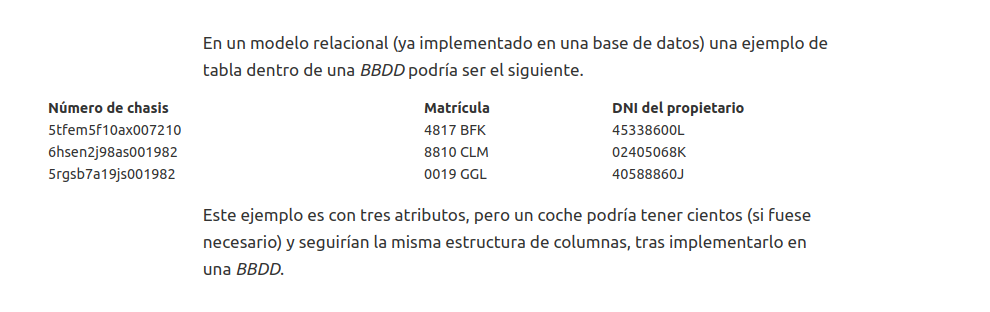 En un modelo relacional (ya implementado en una base de datos) una ejemplo de
tabla dentro de una BBDD podría ser el siguiente.
Número de chasis Matrícula DNI del propietario
5tfem5f10ax007210 4817 BFK 45338600L
6hsen2j98as001982 8810 CLM 02405068K
5rgsb7a19js001982 0019 GGL 40588860J
Este ejemplo es con tres atributos, pero un coche podría tener cientos (si fuese
necesario) y seguirían la misma estructura de columnas, tras implementarlo en
una BBDD.